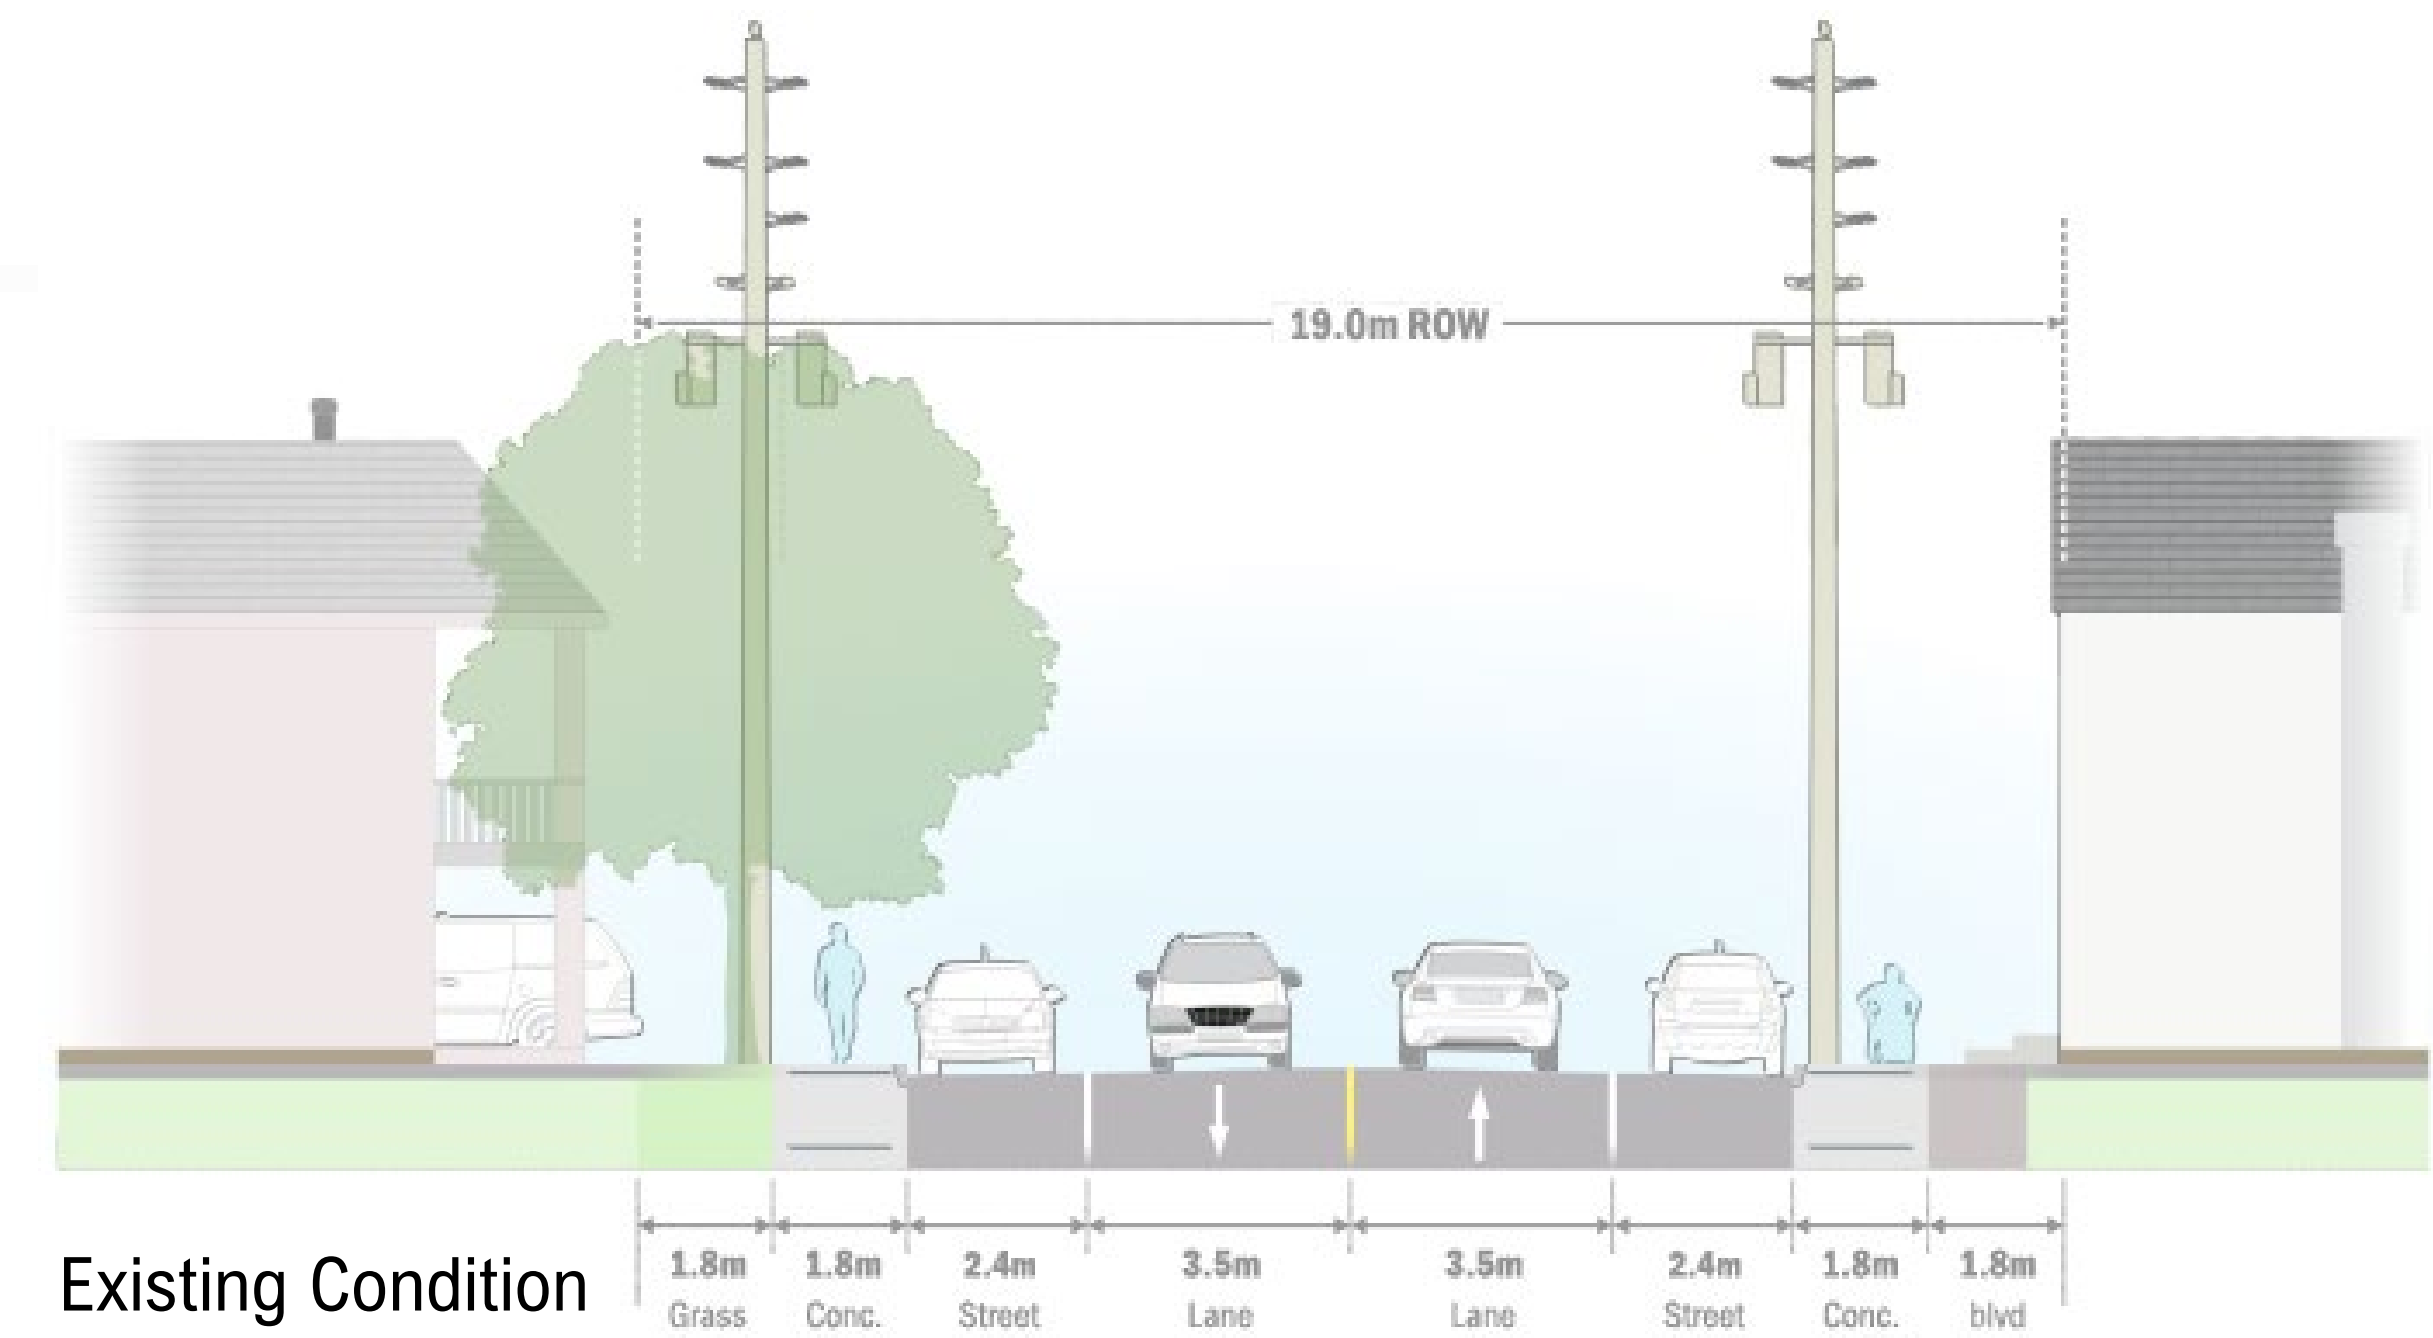 19.0m ROW
1.8m 1.8m 2.4m 3.5m 3.5m 2.4m 1.8m 1.8m
Grass Conc. Street Lane Lane Street Conc. blvd
Existing Condition